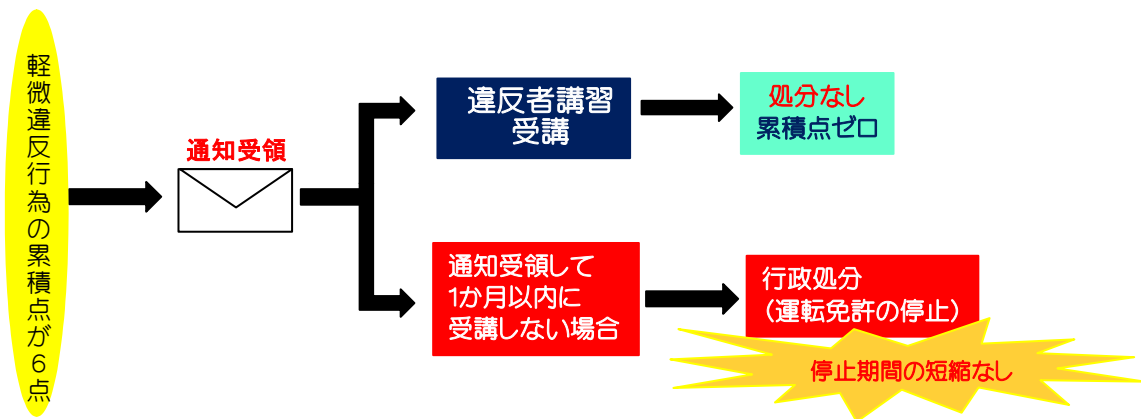 軽微違反行為の累積点が６点
通知受領
違反者講習
受講
処分なし
累積点ゼロ
通知受領して
1か月以内に
受講しない場合
行政処分
（運転免許の停止）
停止期間の短縮なし